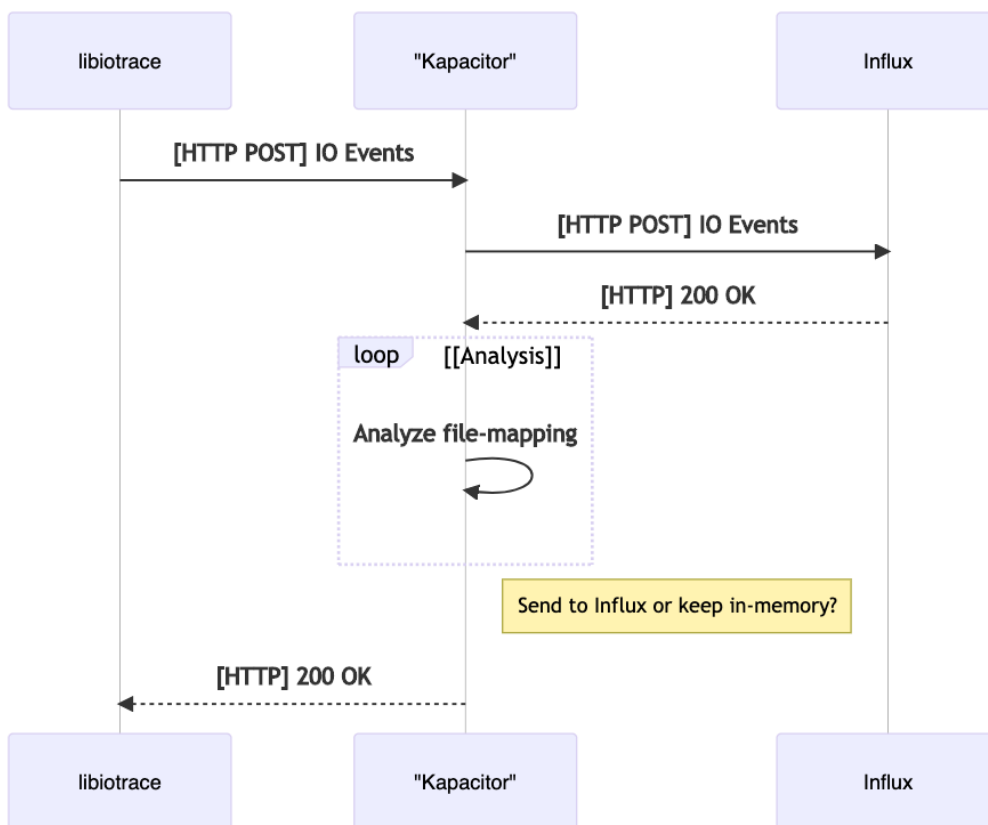 libiotrace
"Kapacitor"
Influx
[HTTP POST] IO Events
[HTTP POST] IO Events
[HTTP] 200 OK
loop
[[Analysis]]
Analyze file-mapping
Send to Influx or keep in-memory?
[HTTP] 200 OK
libiotrace
"Kapacitor"
Influx